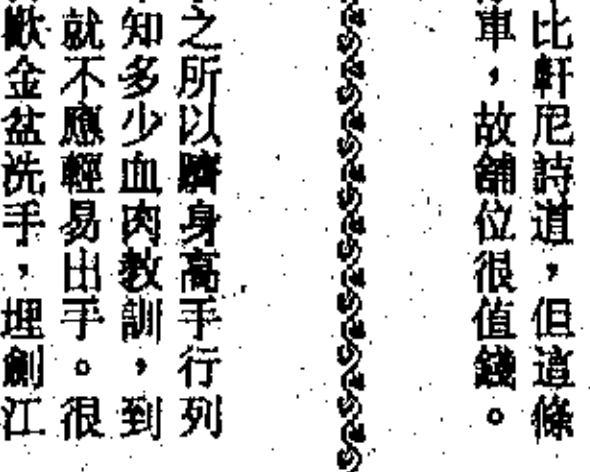 比軒尼詩道，但這條
車，故舖位很值錢。
之所以躋身高手行列
知多少血肉教訓，到
就不應輕易出手。很
歉金盆洗手，埋劍江